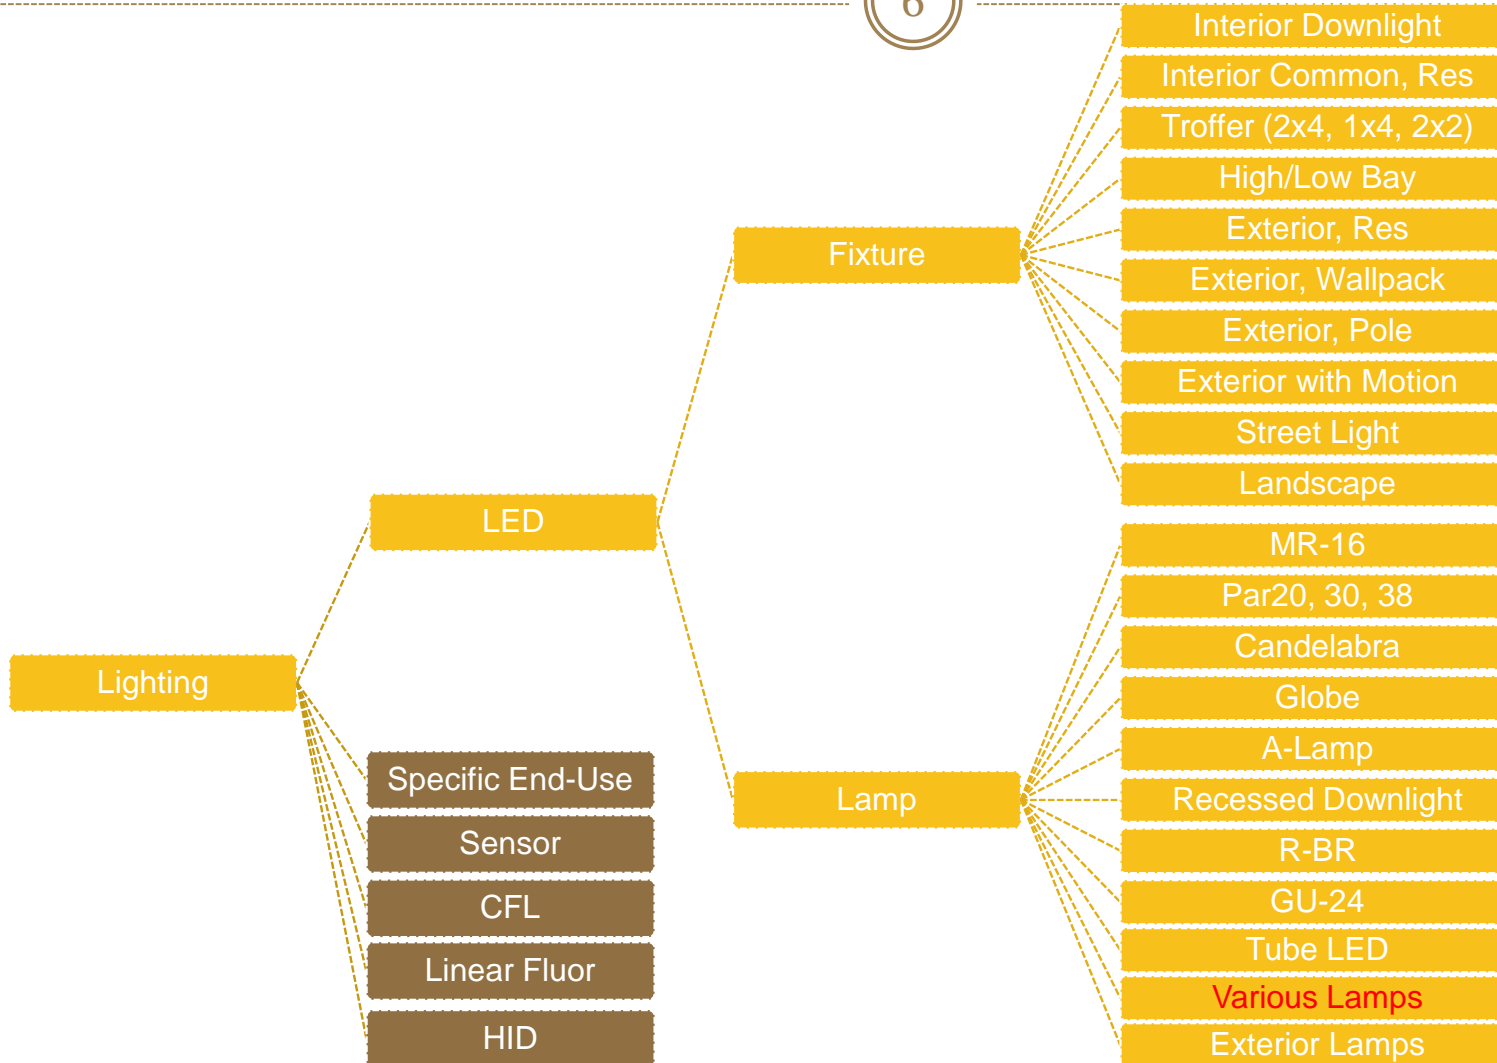 6
Interior Downlight
Interior Common, Res
Troffer (2x4, 1x4, 2x2)
High/Low Bay
Exterior, Res
Exterior, Wallpack
Exterior, Pole
Exterior with Motion
Street Light
Landscape
Fixture
LED
MR-16
Par20, 30, 38
Candelabra
Globe
A-Lamp
Recessed Downlight
R-BR
GU-24
Tube LED
Various Lamps
Exterior Lamps
Lamp
Lighting
Specific End-Use
Sensor
CFL
Linear Fluor
HID